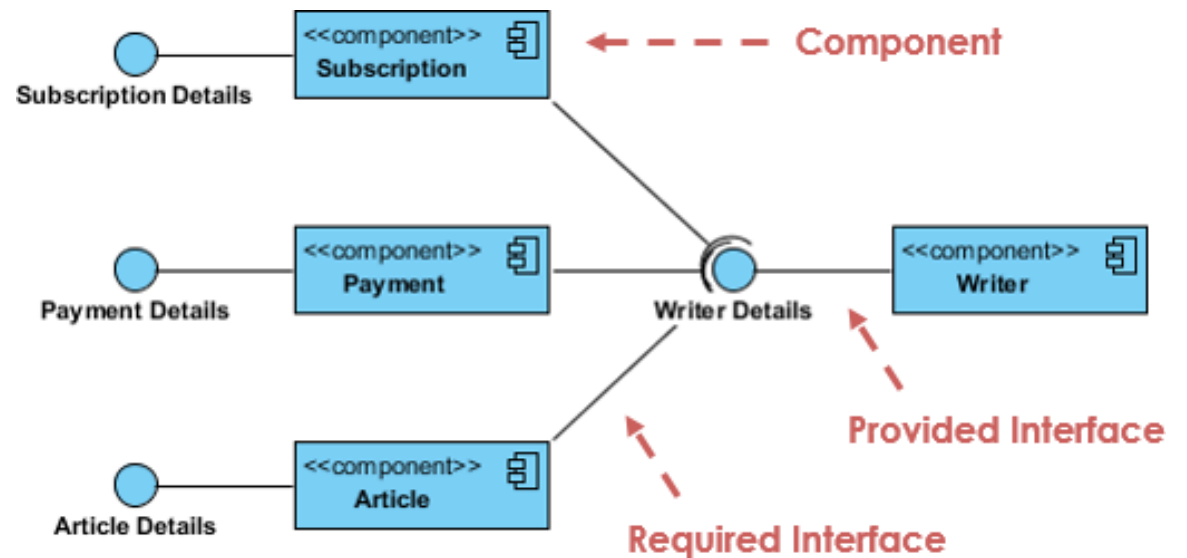 <<component>>
Subscription
Component
Subscription Details
<<component>>
Payment
<<component>>
Writer
Payment Details
Writer Details
Provided Interface
<<component>>
Article
Article Details
Required Interface